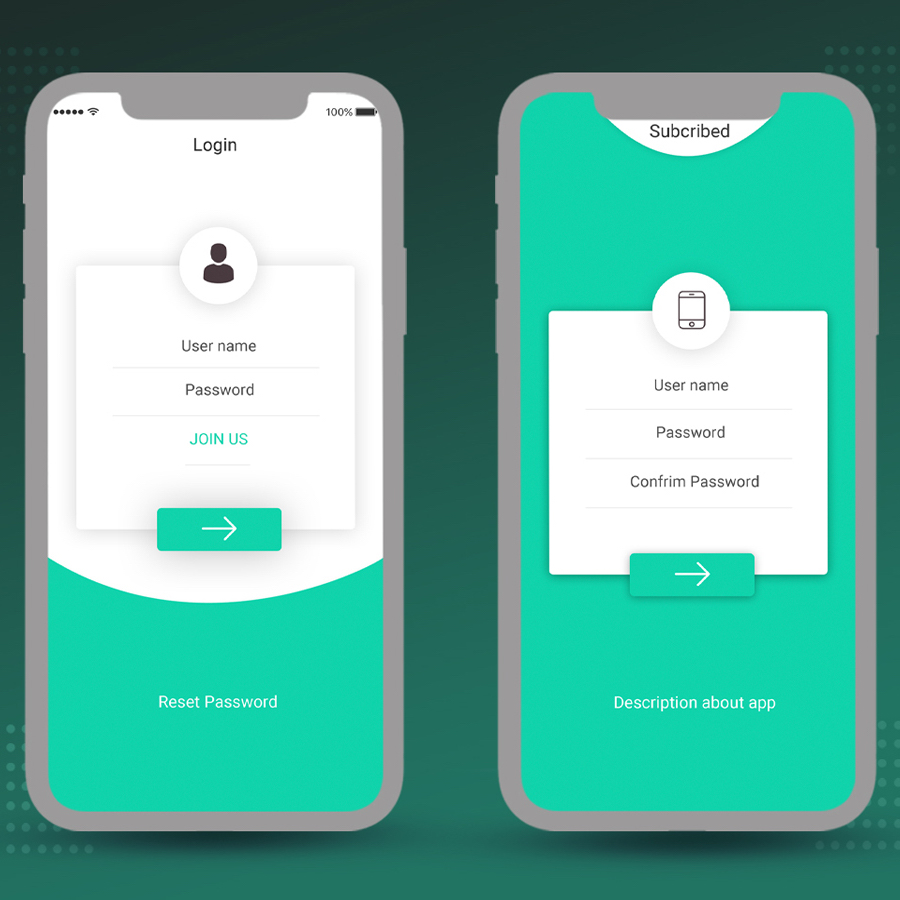 100%
Login
User name
Password
JOIN US
Reset Password
Subcribed
User name
Password
Confrim Password
Description about app